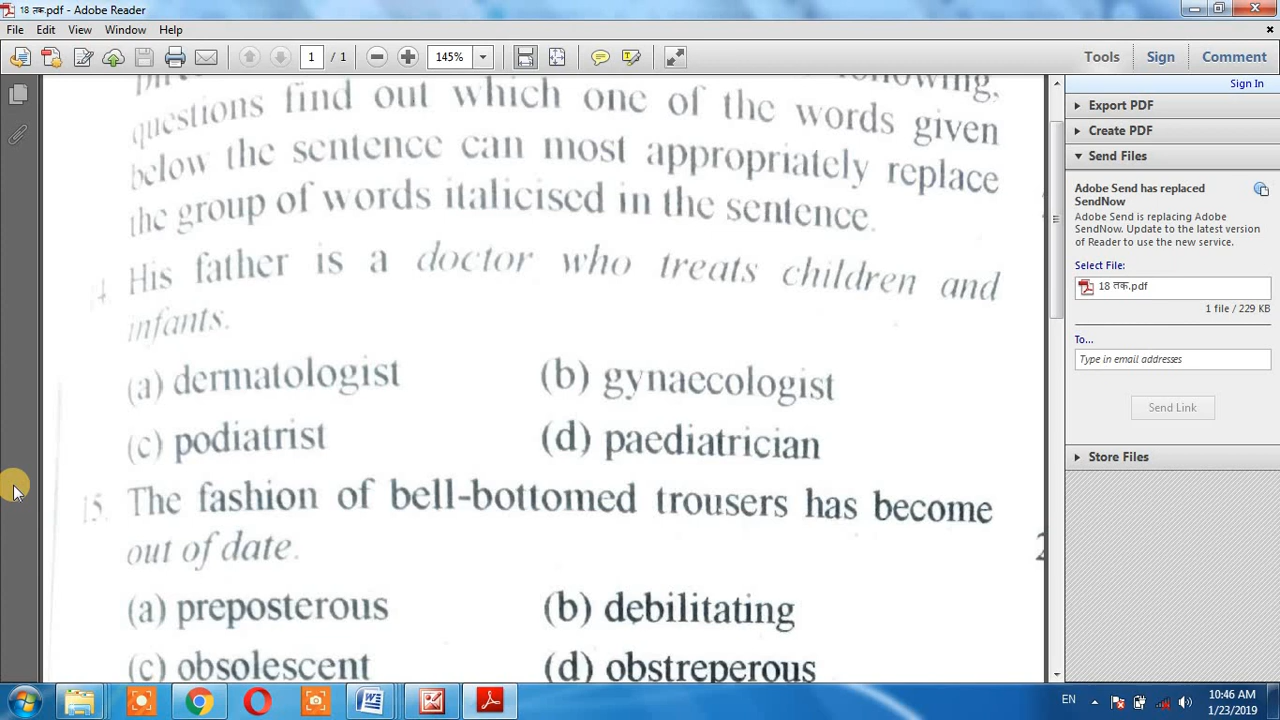 18 तक.pdf - Adobe Reader
File Edit View Window Help
1 / 1 145% Tools Sign Comment
following,
questions find out which one of the words given
below the sentence can most appropriately replace
the group of words italicised in the sentence.
4 His father is a doctor who treats children and
infants.
(a) dermatologist (b) gynaecologist
(c) podiatrist (d) paediatrician
15. The fashion of bell-bottomed trousers has become
out of date.
(a) preposterous (b) debilitating
(c) obsolescent (d) obstreperous
2
Sign In
Export PDF
Create PDF
Send Files
Adobe Send has replaced
SendNow.
Adobe Send is replacing Adobe
SendNow. Update to the latest version
of Reader to use the new service.
Select File:
18 तक.pdf
1 file / 229 KB
To...
Type in email addresses
Send Link
Store Files
EN 10:46 AM
1/23/2019